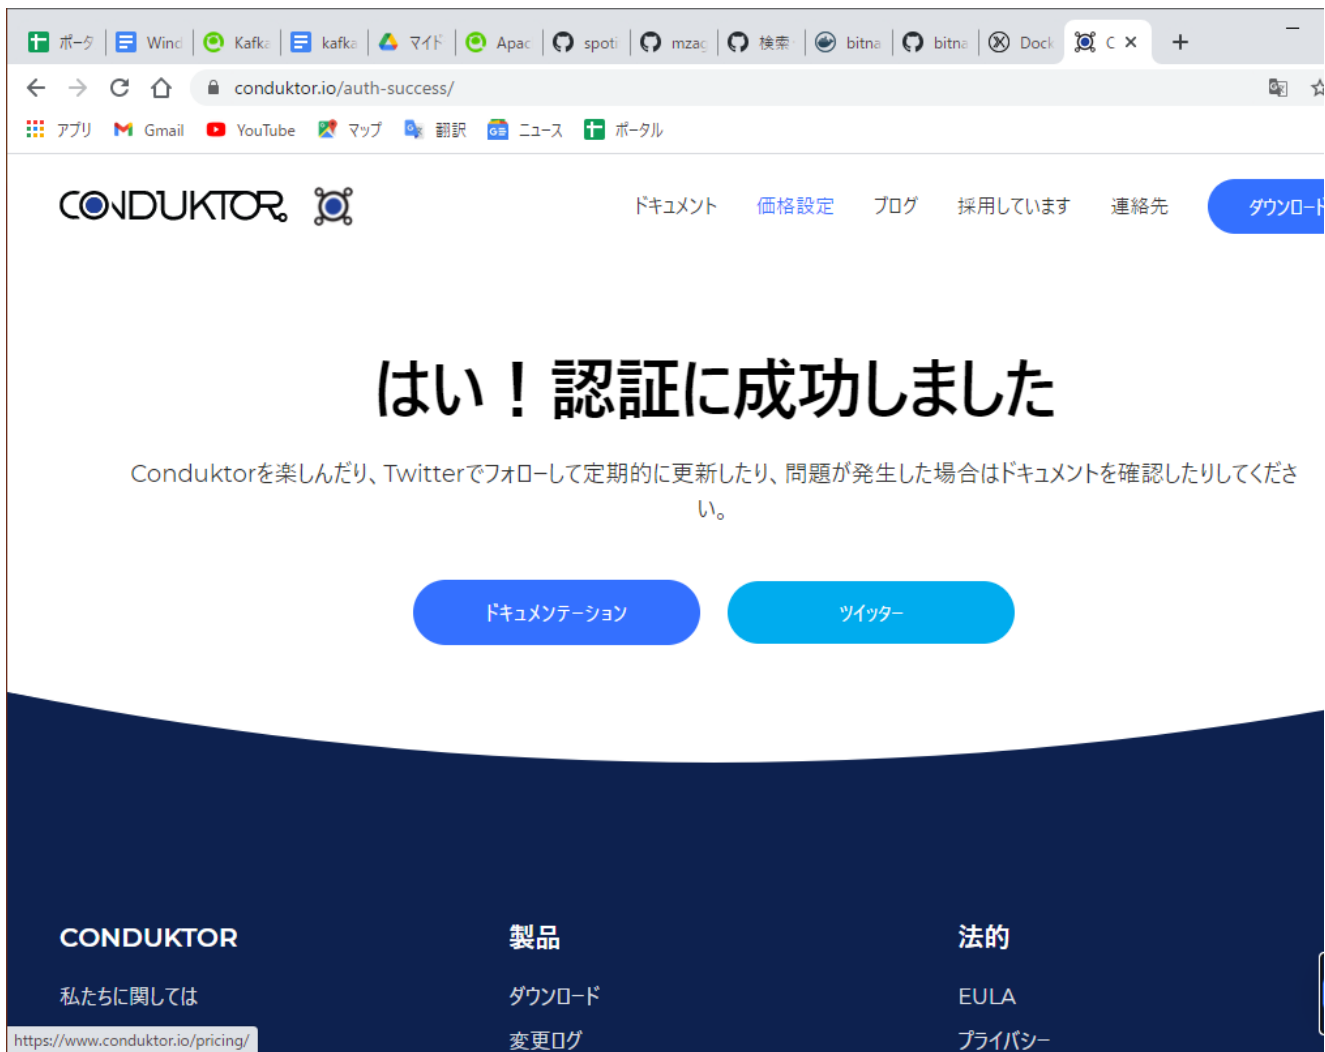 ポータ Wind Kafka kafka マイド Apac spoti mzag 検索 bitna bitna Dock C
conduktor.io/auth-success/
アプリ Gmail YouTube マップ 翻訳 ニュース ポータル
CONDUKTOR ドキュメント 価格設定 ブログ 採用しています 連絡先 ダウンロード
はい！認証に成功しました
Conduktorを楽しんだり、Twitterでフォローして定期的に更新したり、問題が発生した場合はドキュメントを確認したりしてくださ
い。
ドキュメンテーション ツイッター
CONDUKTOR 製品 法的
私たちに関しては ダウンロード EULA
https://www.conduktor.io/pricing/ 変更ログ プライバシー